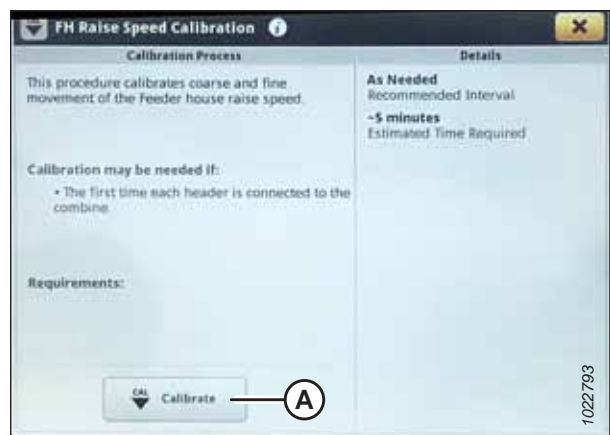 FH Raise Speed Calibration i
Calibration Process
This procedure calibrates coarse and fine
movement of the Feeder house raise speed.
Calibration may be needed if:
• The first time each header is connected to the
combine.
Requirements:
CAL Calibrate
Details
As Needed
Recommended Interval
~5 minutes
Estimated Time Required
A
1022793